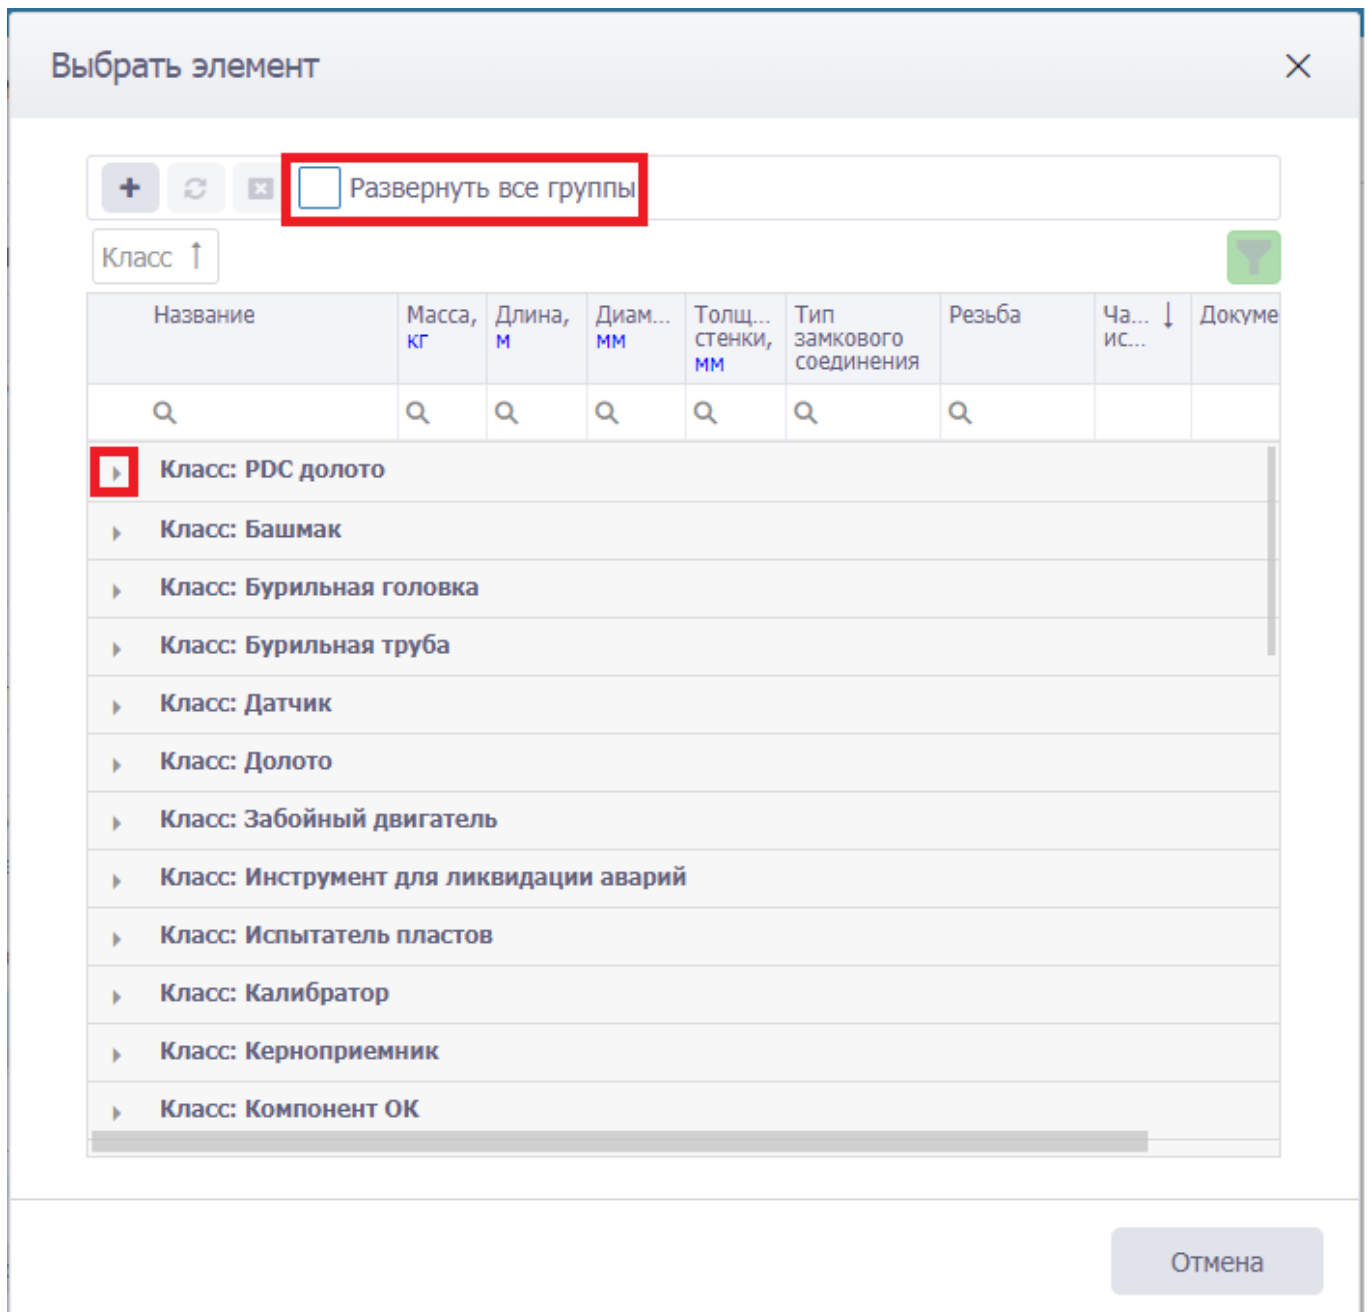 Выбрать элемент
Развернуть все группы
Класс ↑
Название Масса, Длина, Диам... Толщ... Тип Резьба Ча... ↓ Докуме
кг м мм стенки, замкового ис...
мм соединения
Класс: PDC долото
Класс: Башмак
Класс: Бурильная головка
Класс: Бурильная труба
Класс: Датчик
Класс: Долото
Класс: Забойный двигатель
Класс: Инструмент для ликвидации аварий
Класс: Испытатель пластов
Класс: Калибратор
Класс: Керноприемник
Класс: Компонент ОК
Отмена